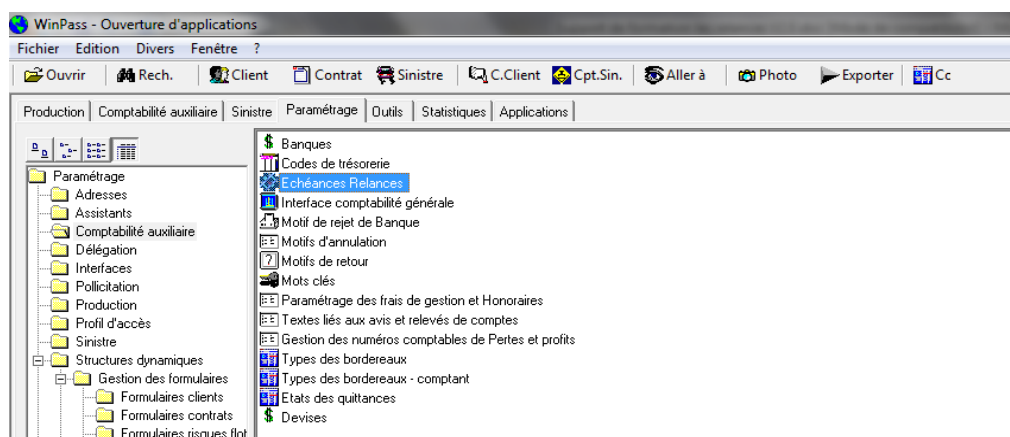 WinPass - Ouverture d'applications
Fichier Edition Divers Fenêtre ?
Ouvrir Rech. Client Contrat Sinistre C.Client Cpt.Sin. Aller à Photo Exporter Cc
Production Comptabilité auxiliaire Sinistre Paramétrage Outils Statistiques Applications
Paramétrage
Adresses
Assistants
Comptabilité auxiliaire
Délégation
Interfaces
Pollicitation
Production
Profil d'accès
Sinistre
Structures dynamiques
Gestion des formulaires
Formulaires clients
Formulaires contrats
Formulaires risques flot
Banques
Codes de trésorerie
Echéances Relances
Interface comptabilité générale
Motif de rejet de Banque
Motifs d'annulation
Motifs de retour
Mots clés
Paramétrage des frais de gestion et Honoraires
Textes liés aux avis et relevés de comptes
Gestion des numéros comptables de Pertes et profits
Types des bordereaux
Types des bordereaux - comptant
Etats des quittances
Devises